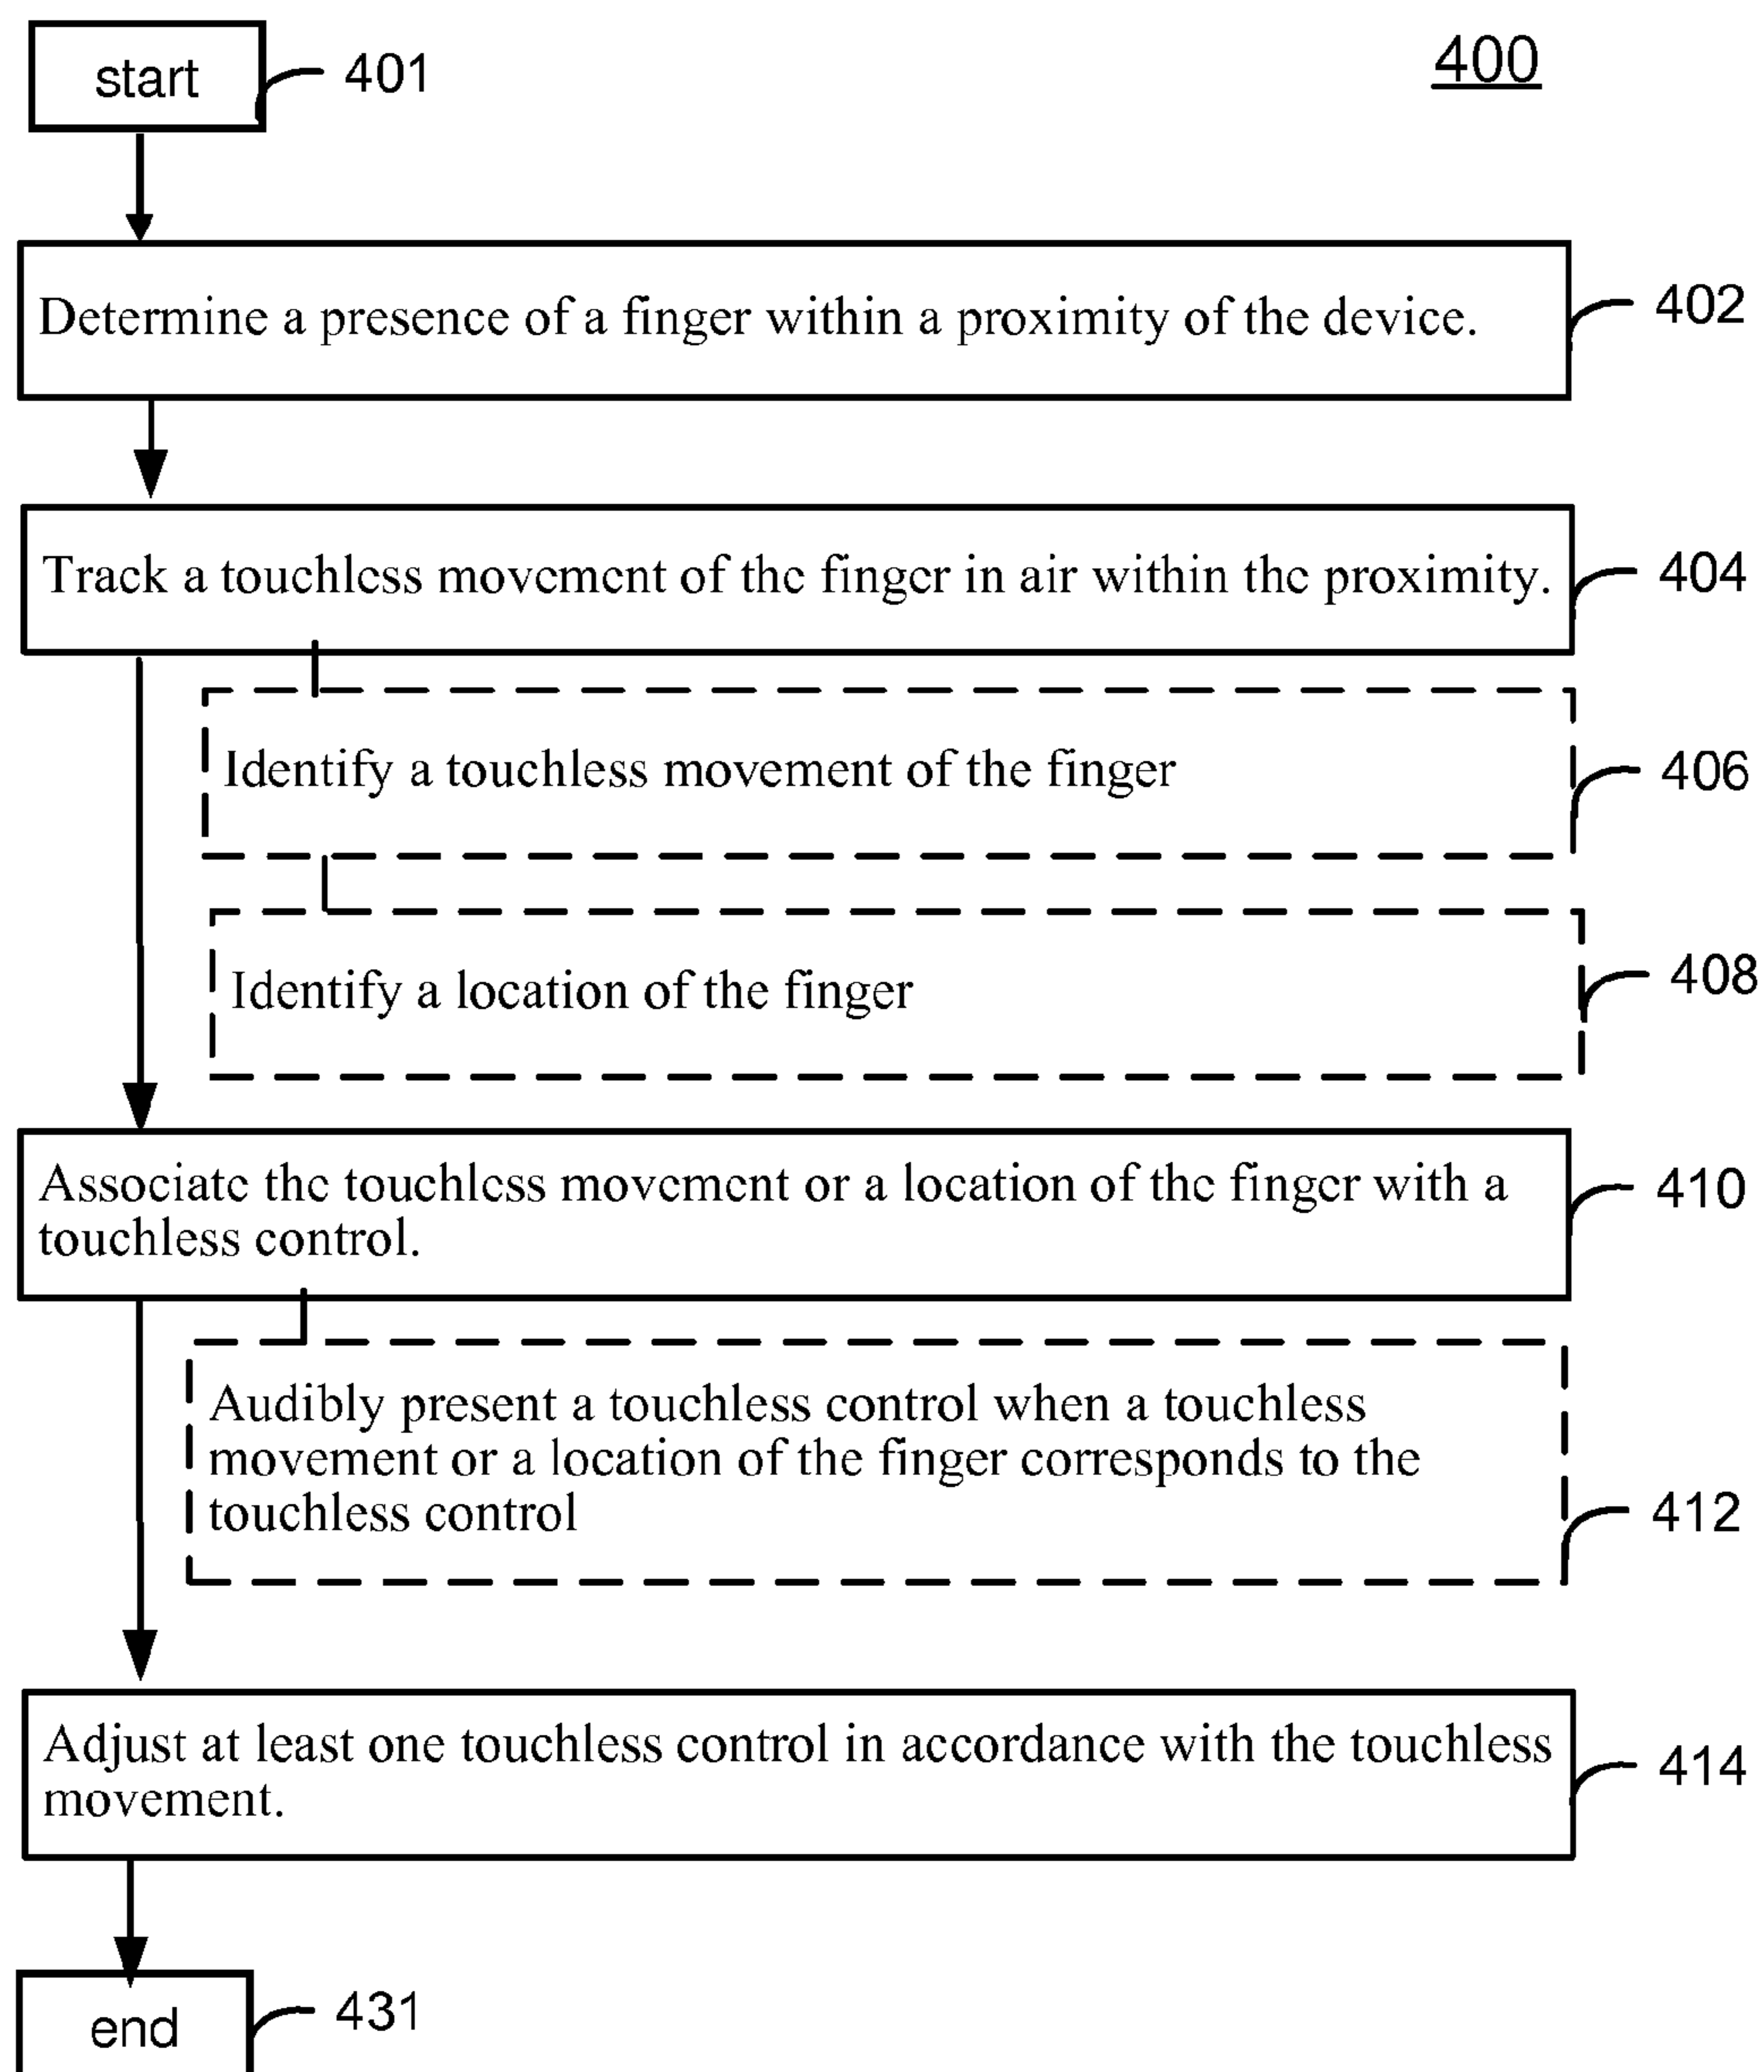 400
start
401
Determine a presence of a finger within a proximity of the device.
402
Track a touchless movement of the finger in air within the proximity.
404
Identify a touchless movement of the finger
406
Identify a location of the finger
408
Associate the touchless movement or a location of the finger with a
touchless control.
410
Audibly present a touchless control when a touchless
movement or a location of the finger corresponds to the
touchless control
412
Adjust at least one touchless control in accordance with the touchless
movement.
414
end
431